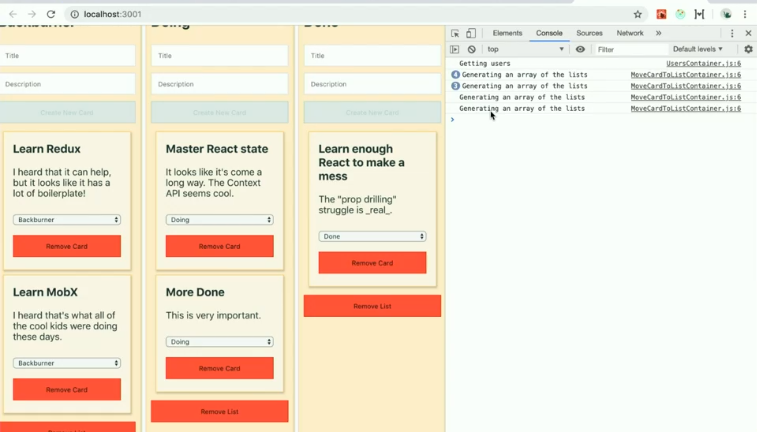 localhost:3001
Backburner
Doing
Done
Title
Description
Create New Card
Learn Redux
I heard that it can help,
but it looks like it has a
lot of boilerplate!
Backburner
Remove Card
Learn MobX
I heard that's what all of
the cool kids were doing
these days.
Backburner
Remove Card
Remove List
Title
Description
Create New Card
Master React state
It looks like it's come a
long way. The Context
API seems cool.
Doing
Remove Card
More Done
This is very important.
Doing
Remove Card
Remove List
Title
Description
Create New Card
Learn enough
React to make a
mess
The "prop drilling"
struggle is _real_.
Done
Remove Card
Remove List
Elements Console Sources Network »
top Filter Default levels
Getting users UsersContainer.js:6
4 Generating an array of the lists MoveCardToListContainer.js:6
3 Generating an array of the lists MoveCardToListContainer.js:6
Generating an array of the lists MoveCardToListContainer.js:6
Generating an array of the lists MoveCardToListContainer.js:6